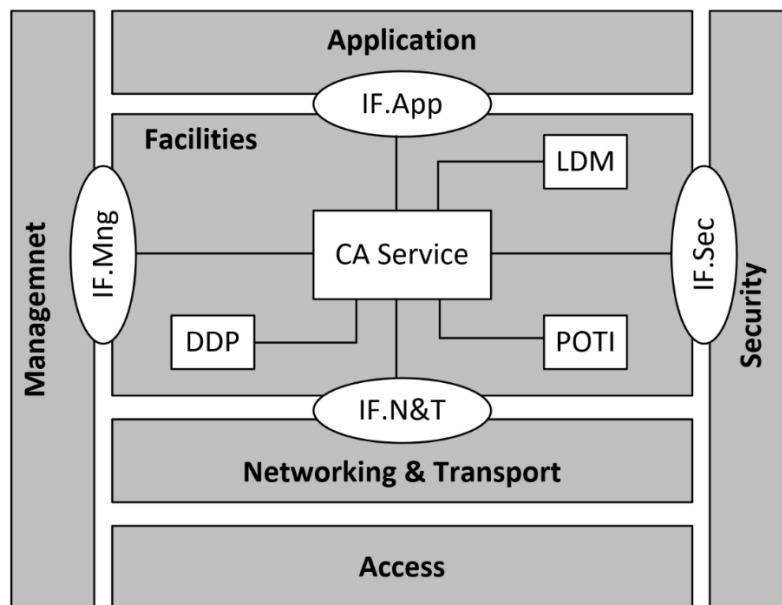 Application
IF.App
Facilities
LDM
IF.Mng
CA Service
IF.Sec
DDP
POTI
Managemnet
Security
IF.N&T
Networking & Transport
Access